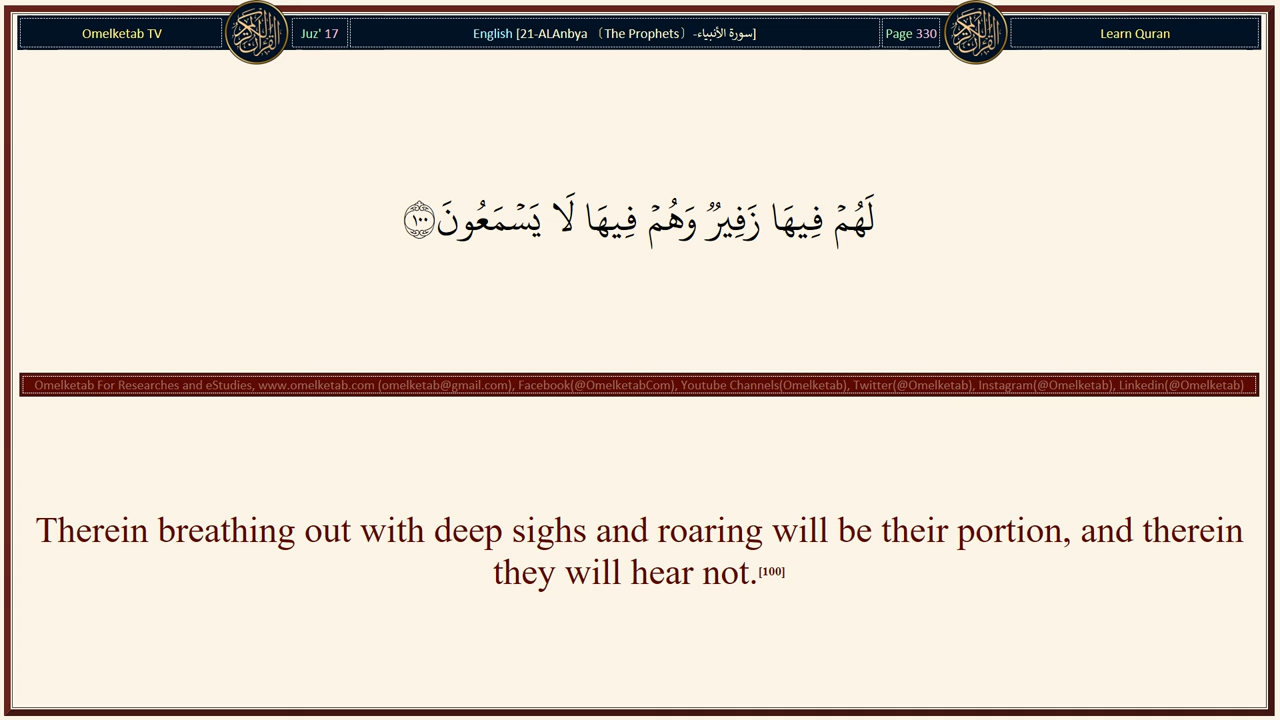 Omelketab TV
Juz' 17
English [21-ALAnbya 〔The Prophets〕-سورة الأنبياء]
Page 330
Learn Quran
لَهُمۡ فِيهَا زَفِيرٞ وَهُمۡ فِيهَا لَا يَسۡمَعُونَ ١٠٠
Omelketab For Researches and eStudies, www.omelketab.com (omelketab@gmail.com), Facebook(@OmelketabCom), Youtube Channels(Omelketab), Twitter(@Omelketab), Instagram(@Omelketab), Linkedin(@Omelketab)
Therein breathing out with deep sighs and roaring will be their portion, and therein
they will hear not.[100]